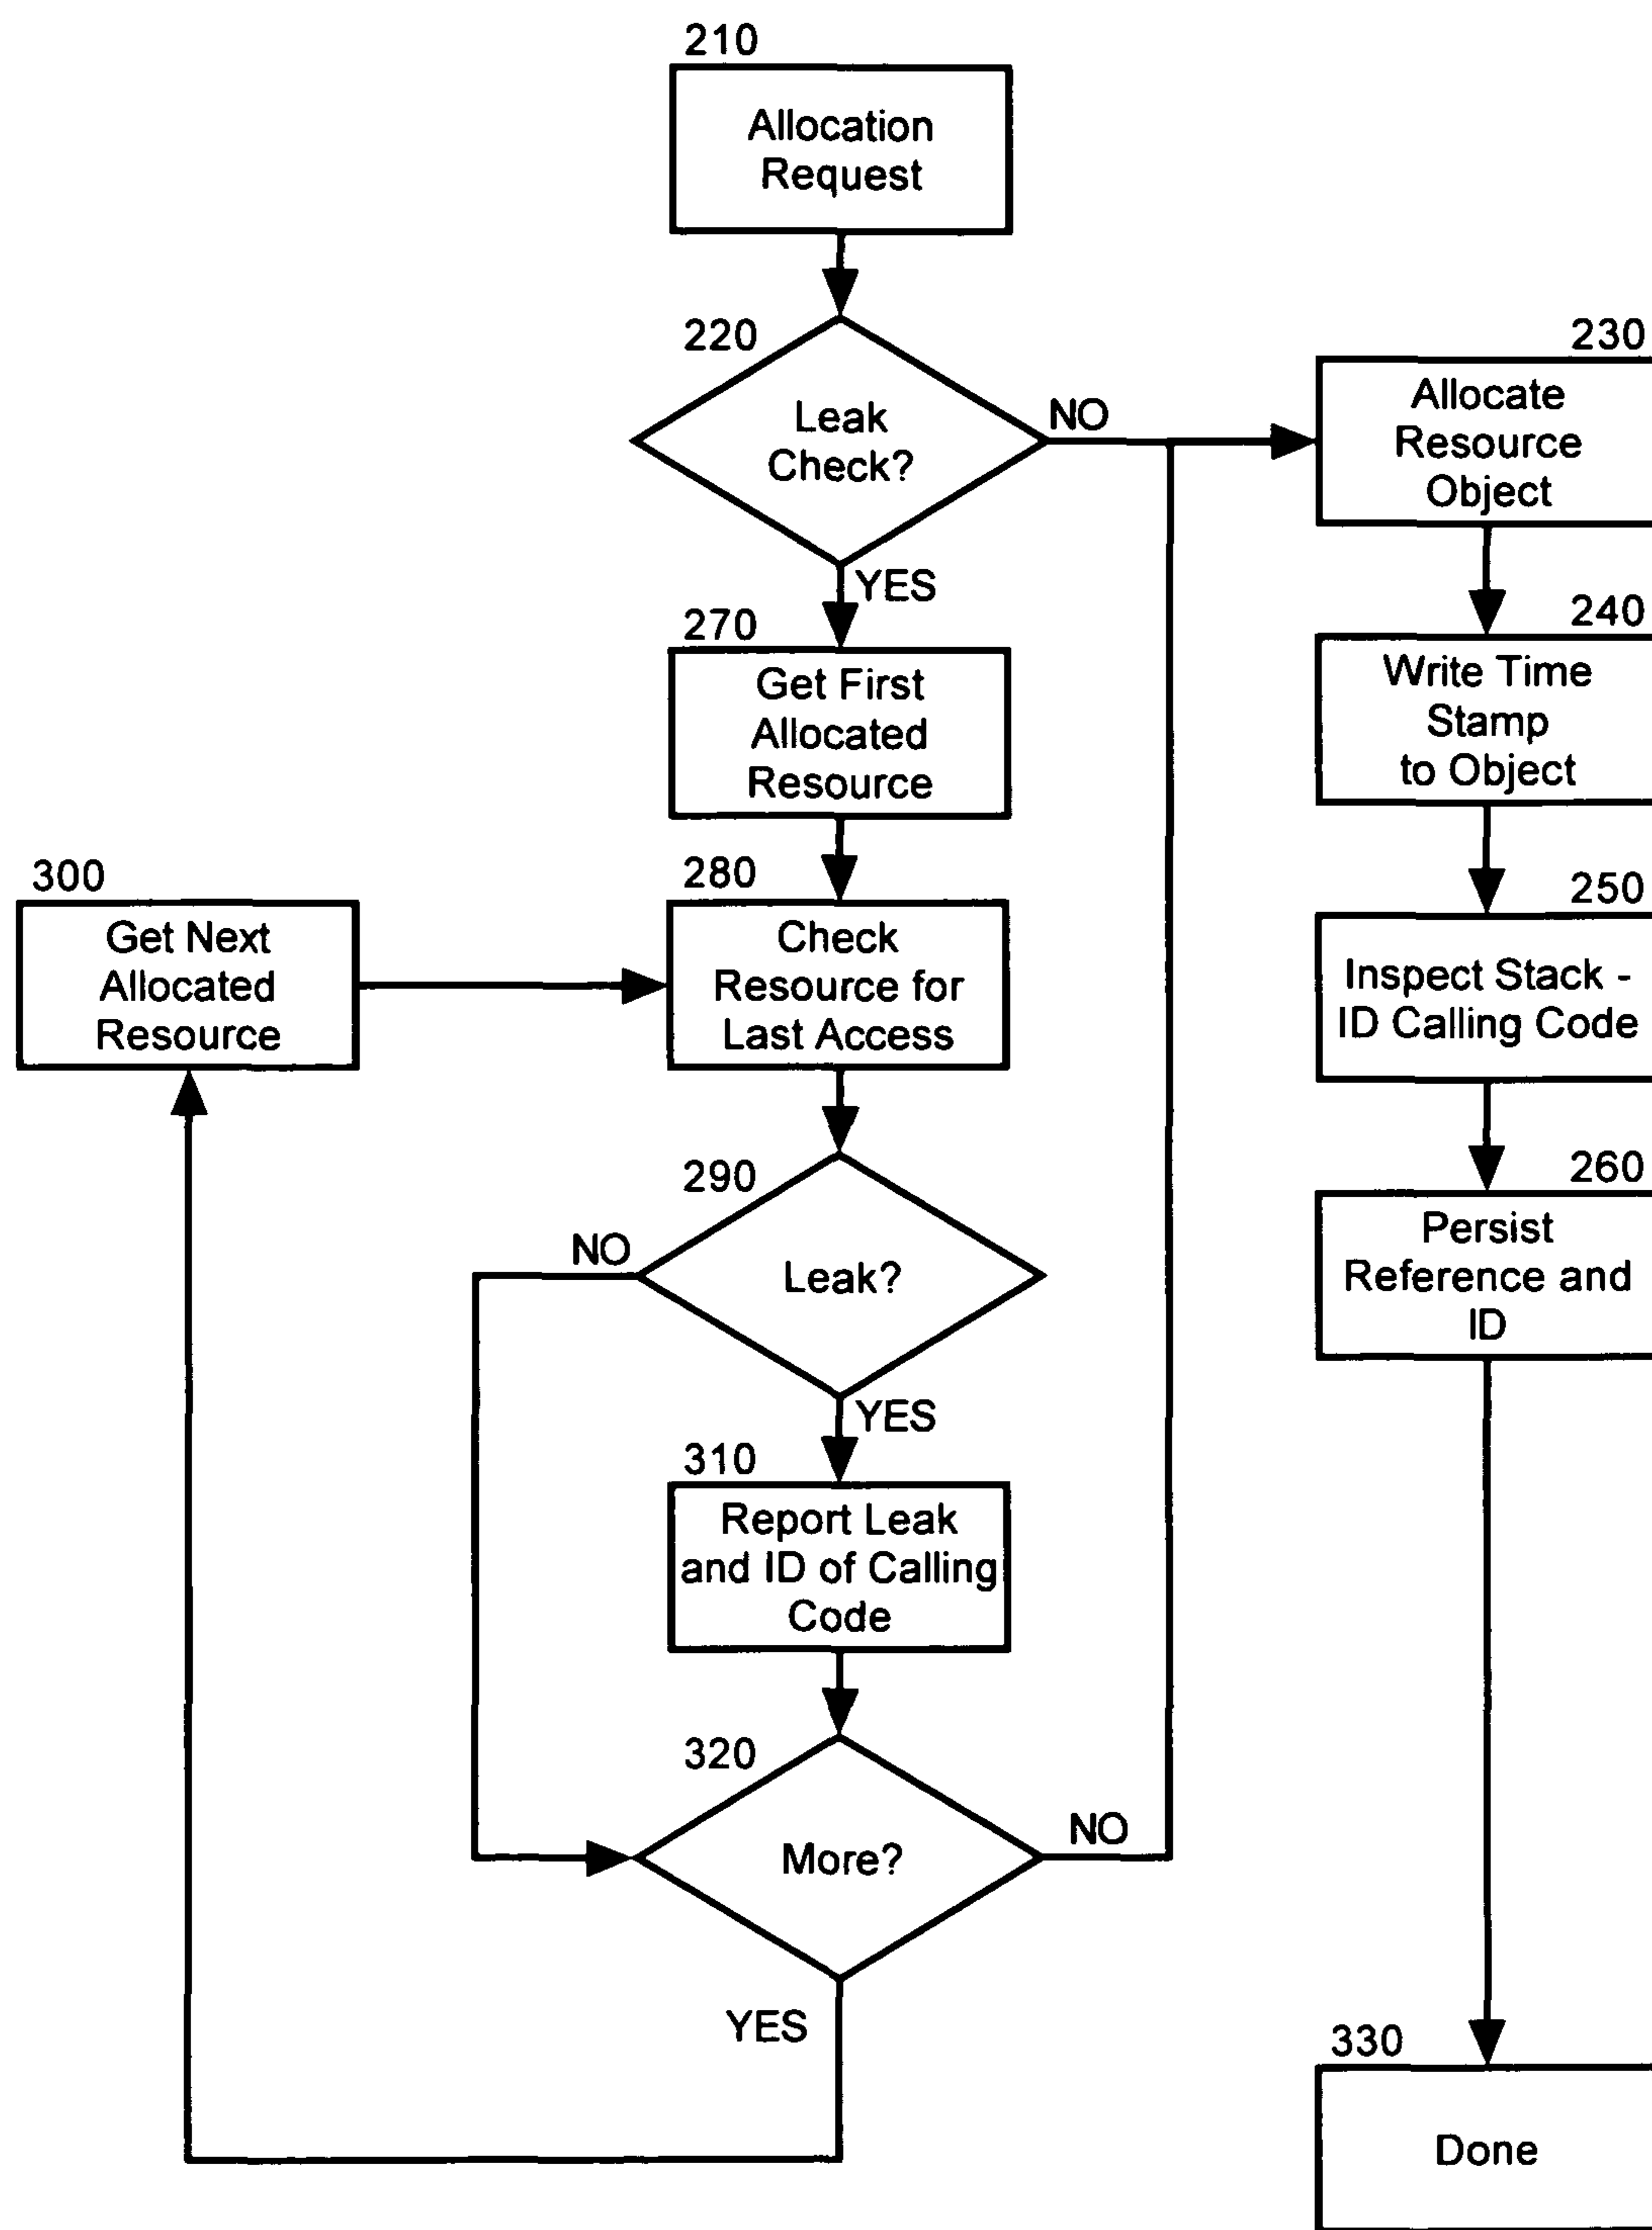 210
Allocation
Request
220
Leak
Check?
NO
YES
230
Allocate
Resource
Object
240
Write Time
Stamp
to Object
250
Inspect Stack -
ID Calling Code
260
Persist
Reference and
ID
270
Get First
Allocated
Resource
280
Check
Resource for
Last Access
300
Get Next
Allocated
Resource
290
Leak?
NO
YES
310
Report Leak
and ID of Calling
Code
320
More?
NO
YES
330
Done